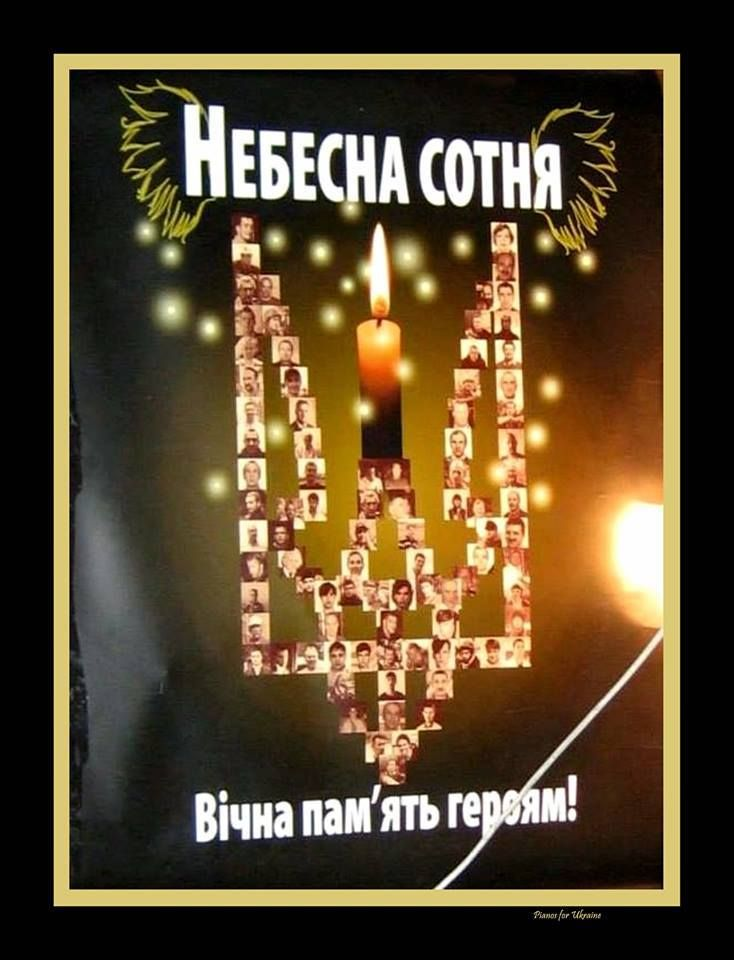 НЕБЕСНА СОТНЯ
Вічна пам'ять героям!
Pianos for Ukraine